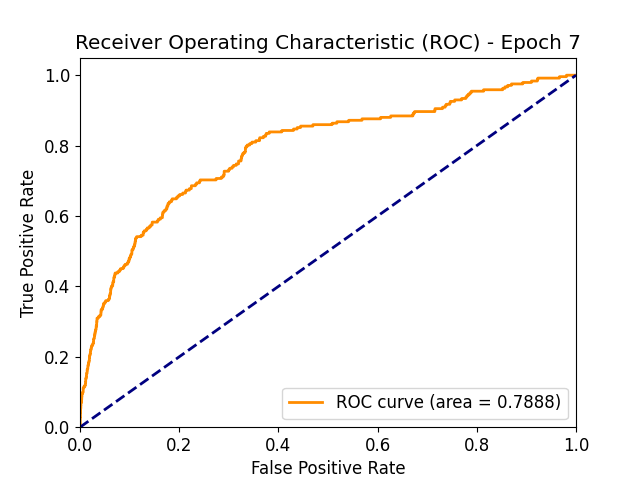 Receiver Operating Characteristic (ROC) - Epoch 7
True Positive Rate
1.0
0.8
0.6
0.4
0.2
0.0
ROC curve (area = 0.7888)
0.0 0.2 0.4 0.6 0.8 1.0
False Positive Rate